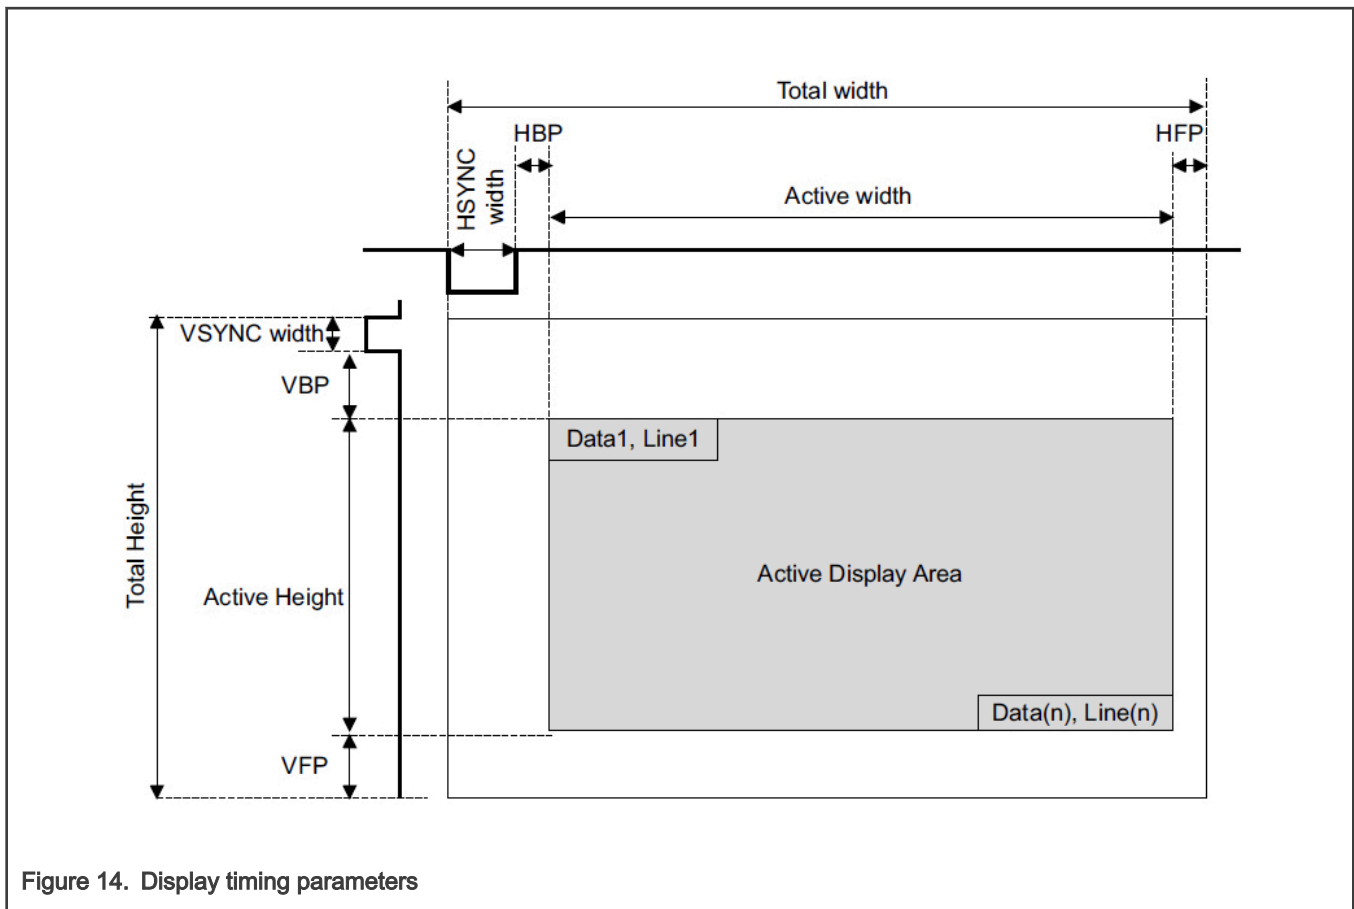 Total width
HBP
HFP
HSYNC
width
Active width
VSYNC width
VBP
Data1, Line1
Total Height
Active Display Area
Active Height
Data(n), Line(n)
VFP
Figure 14. Display timing parameters